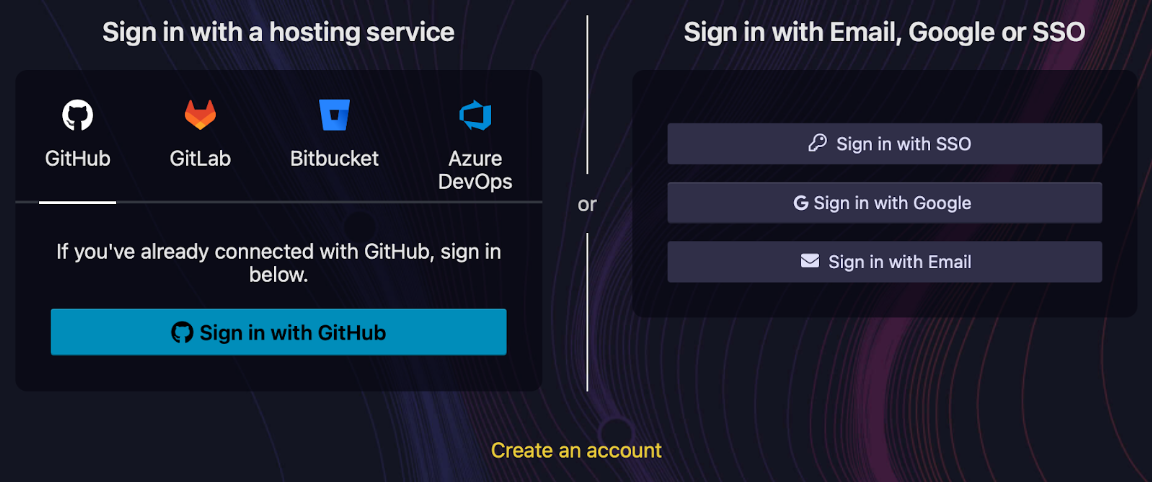 Sign in with a hosting service
GitHub
GitLab
Bitbucket
Azure
DevOps
If you've already connected with GitHub, sign in
below.
Sign in with GitHub
or
Sign in with Email, Google or SSO
Sign in with SSO
Sign in with Google
Sign in with Email
Create an account